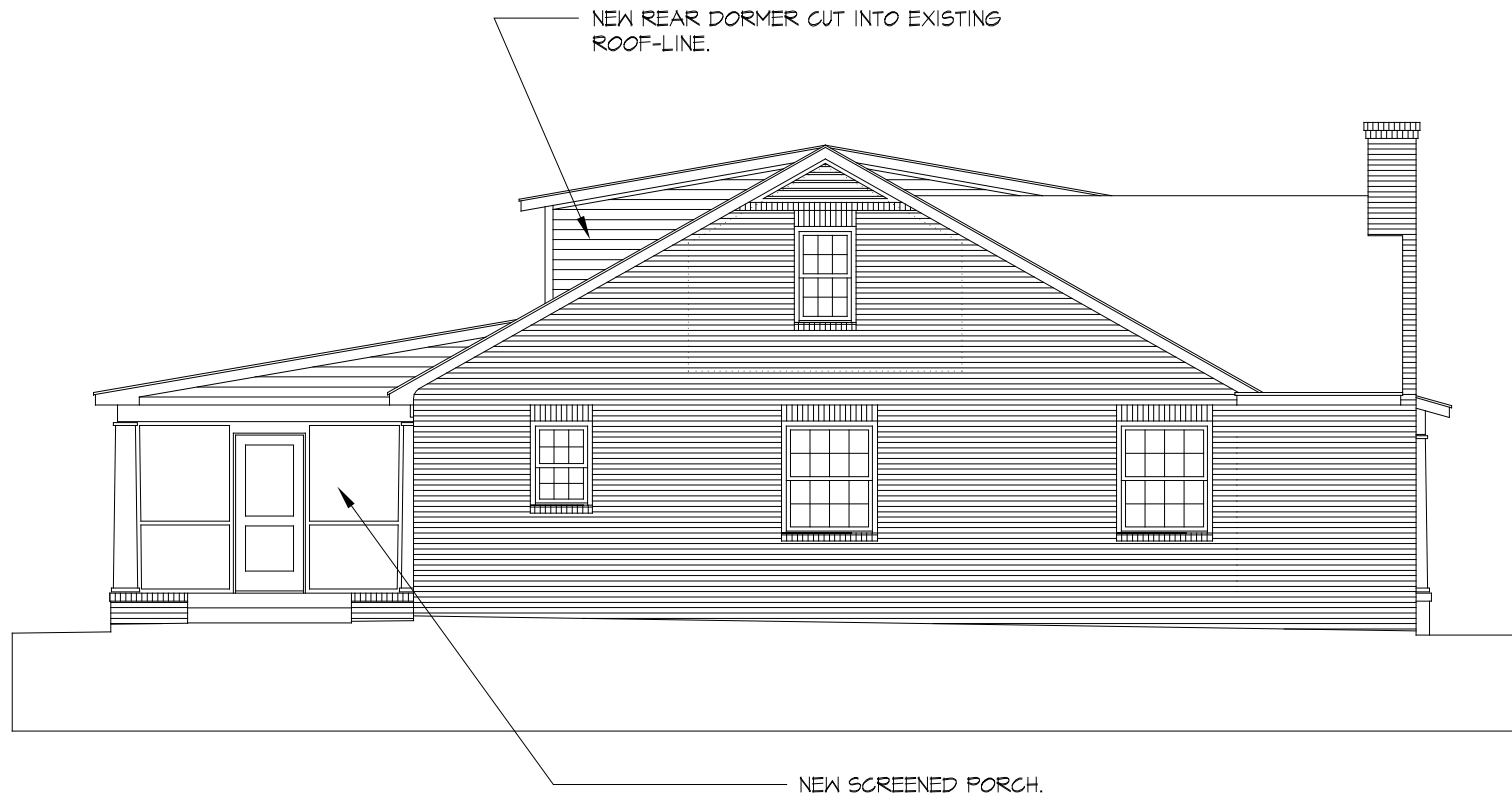 NEW REAR DORMER CUT INTO EXISTING
ROOF-LINE.
NEW SCREENED PORCH.